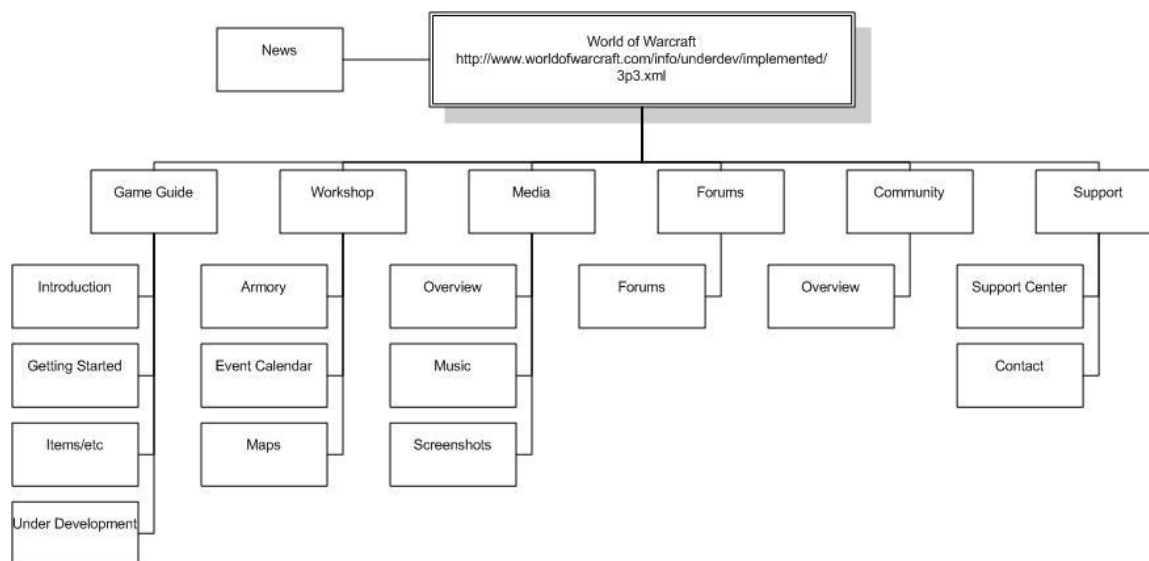 News
World of Warcraft
http://www.worldofwarcraft.com/info/underdev/implemented/
3p3.xml
Game Guide
Workshop
Media
Forums
Community
Support
Introduction
Armory
Overview
Forums
Overview
Support Center
Getting Started
Event Calendar
Music
Contact
Items/etc
Maps
Screenshots
Under Development